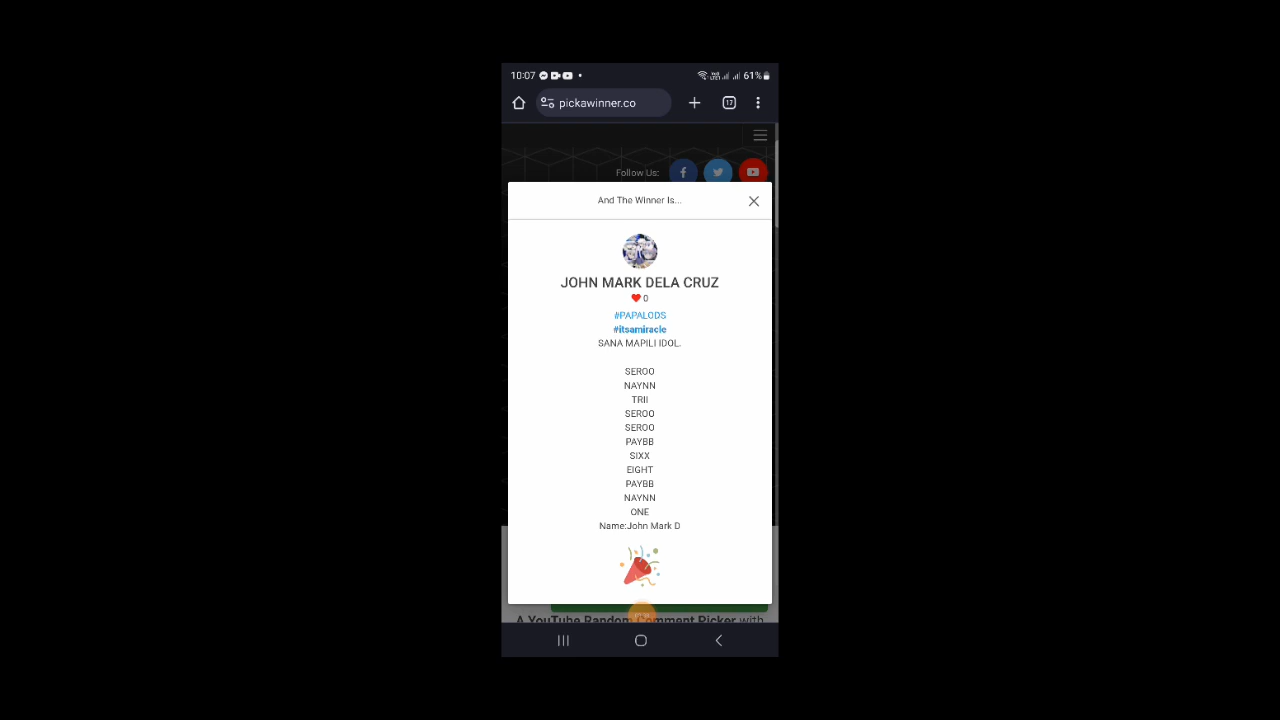 10:07
61%
pickawinner.co
17
Follow Us:
And The Winner Is...
JOHN MARK DELA CRUZ
0
#PAPALODS
#itsamiracle
SANA MAPILI IDOL.
SEROO
NAYNN
TRII
SEROO
SEROO
PAYBB
SIXX
EIGHT
PAYBB
NAYNN
ONE
Name:John Mark D
A YouTube Random Comment Picker with